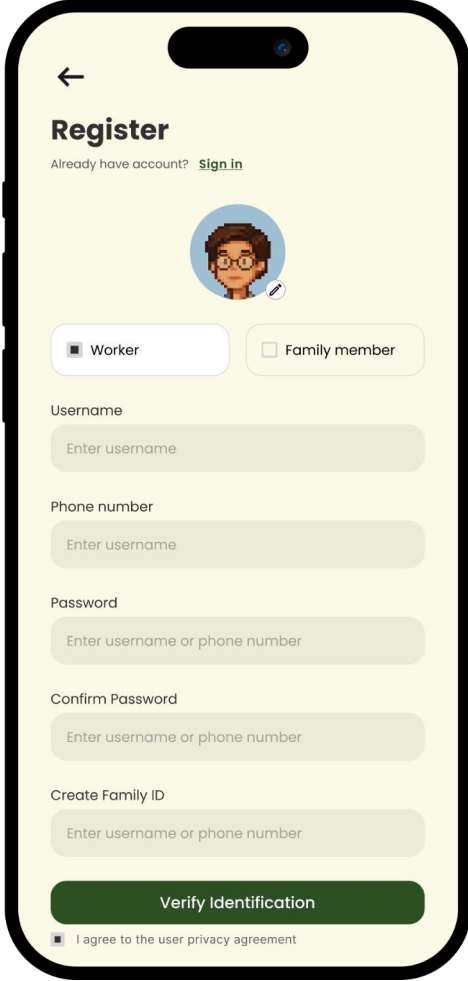 Register
Already have account? Sign in
Worker
Family member
Username
Enter username
Phone number
Enter username
Password
Enter username or phone number
Confirm Password
Enter username or phone number
Create Family ID
Enter username or phone number
Verify Identification
I agree to the user privacy agreement